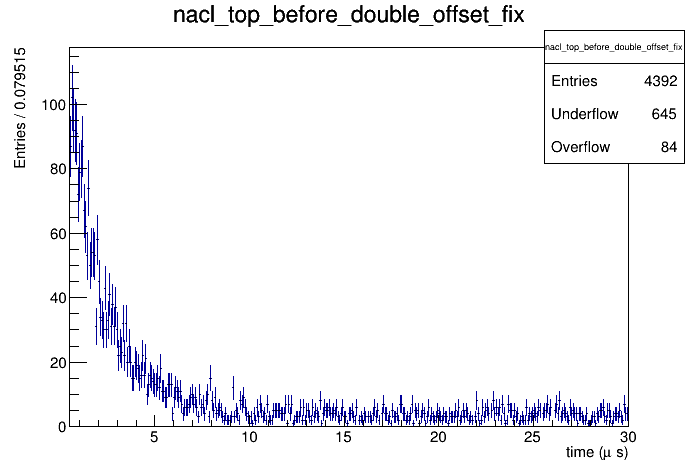 nacl_top_before_double_offset_fix
nacl_top_before_double_offset_fix
Entries 4392
Underflow 645
Overflow 84
Entries / 0.079515
100
80
60
40
20
0
5 10 15 20 25 30
time (μ s)